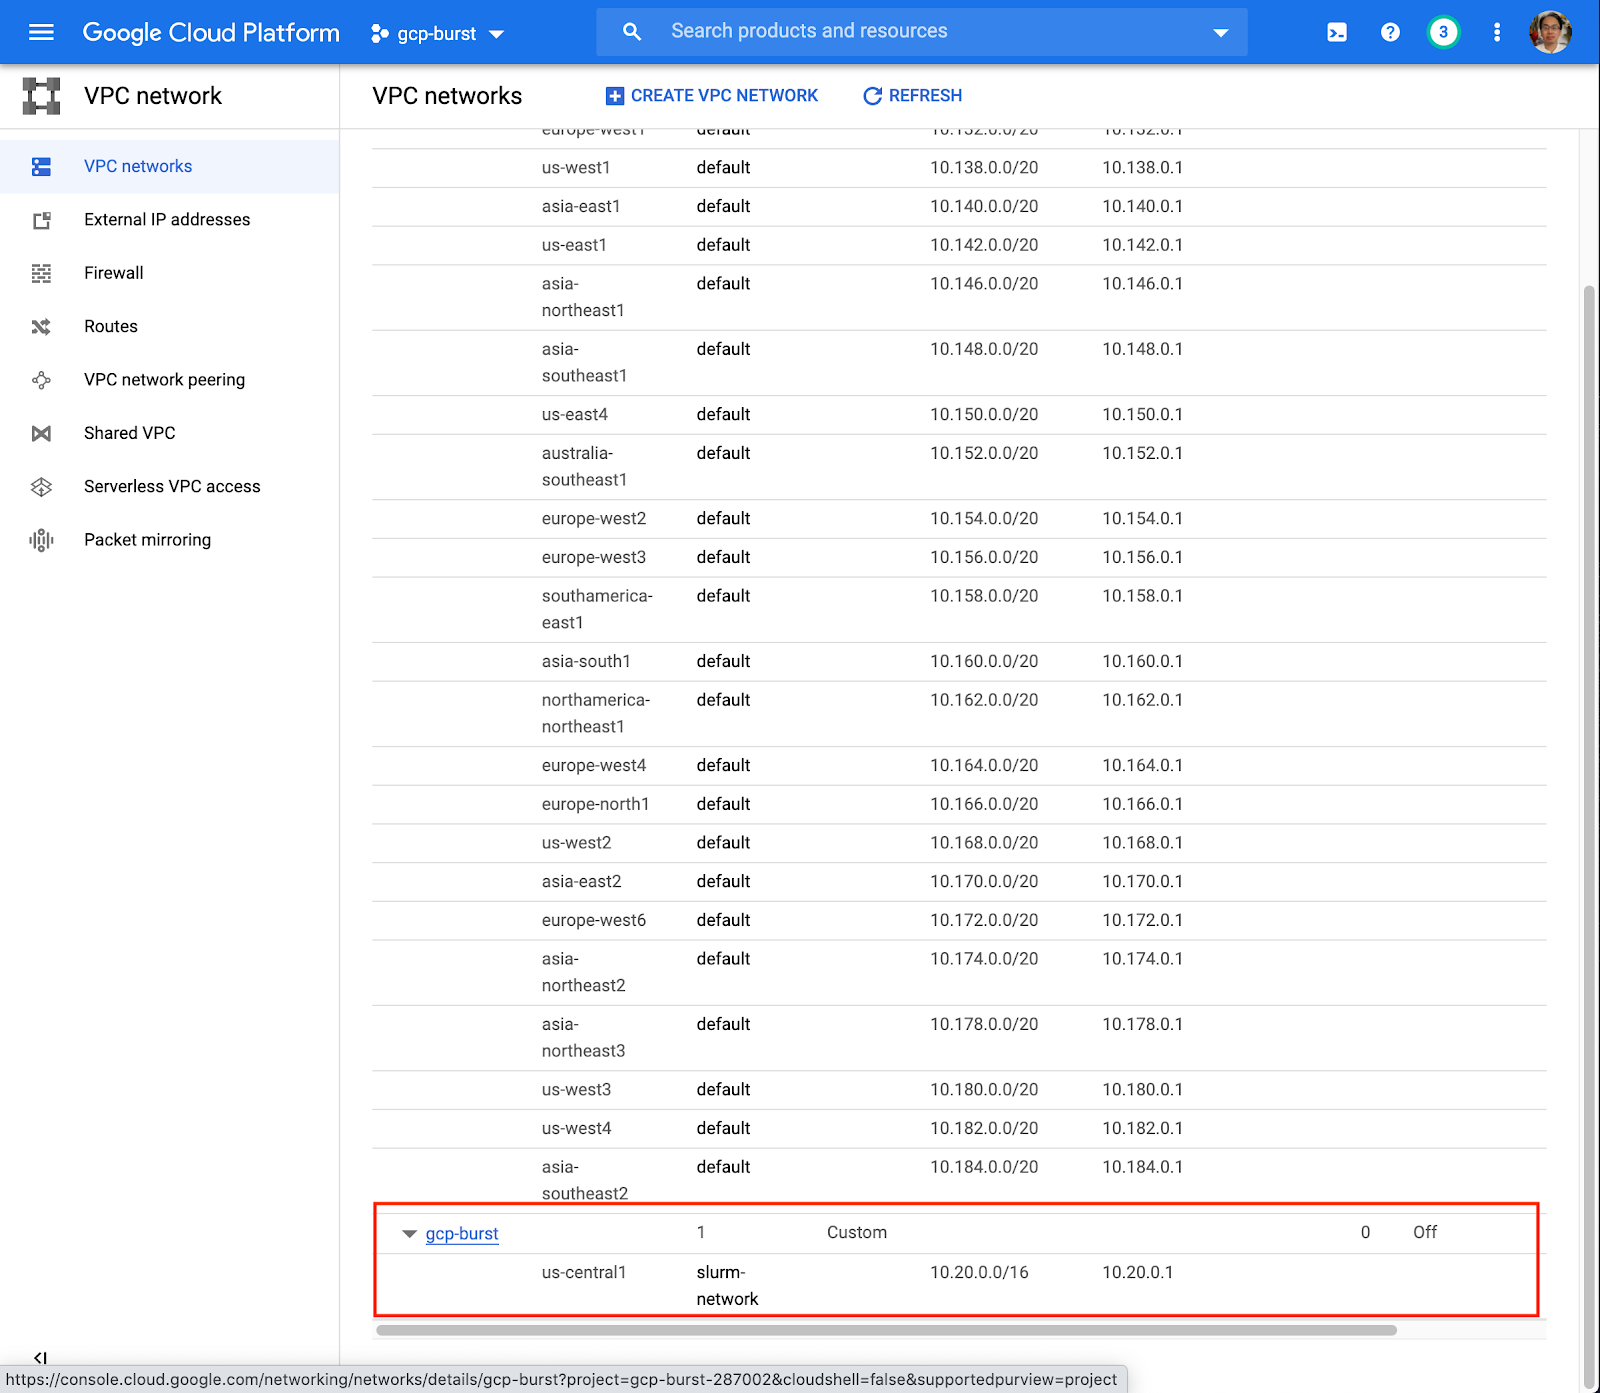 Google Cloud Platform
gcp-burst
Search products and resources
3
VPC network
VPC networks
CREATE VPC NETWORK
REFRESH
VPC networks
External IP addresses
Firewall
Routes
VPC network peering
Shared VPC
Serverless VPC access
Packet mirroring
europe-west1 default 10.132.0.0/20 10.132.0.1
us-west1 default 10.138.0.0/20 10.138.0.1
asia-east1 default 10.140.0.0/20 10.140.0.1
us-east1 default 10.142.0.0/20 10.142.0.1
asia- default 10.146.0.0/20 10.146.0.1
northeast1
asia- default 10.148.0.0/20 10.148.0.1
southeast1
us-east4 default 10.150.0.0/20 10.150.0.1
australia- default 10.152.0.0/20 10.152.0.1
southeast1
europe-west2 default 10.154.0.0/20 10.154.0.1
europe-west3 default 10.156.0.0/20 10.156.0.1
southamerica- default 10.158.0.0/20 10.158.0.1
east1
asia-south1 default 10.160.0.0/20 10.160.0.1
northamerica- default 10.162.0.0/20 10.162.0.1
northeast1
europe-west4 default 10.164.0.0/20 10.164.0.1
europe-north1 default 10.166.0.0/20 10.166.0.1
us-west2 default 10.168.0.0/20 10.168.0.1
asia-east2 default 10.170.0.0/20 10.170.0.1
europe-west6 default 10.172.0.0/20 10.172.0.1
asia- default 10.174.0.0/20 10.174.0.1
northeast2
asia- default 10.178.0.0/20 10.178.0.1
northeast3
us-west3 default 10.180.0.0/20 10.180.0.1
us-west4 default 10.182.0.0/20 10.182.0.1
asia- default 10.184.0.0/20 10.184.0.1
southeast2
gcp-burst 1 Custom 0 Off
us-central1 slurm- 10.20.0.0/16 10.20.0.1
network
https://console.cloud.google.com/networking/networks/details/gcp-burst?project=gcp-burst-287002&cloudshell=false&supportedpurview=project